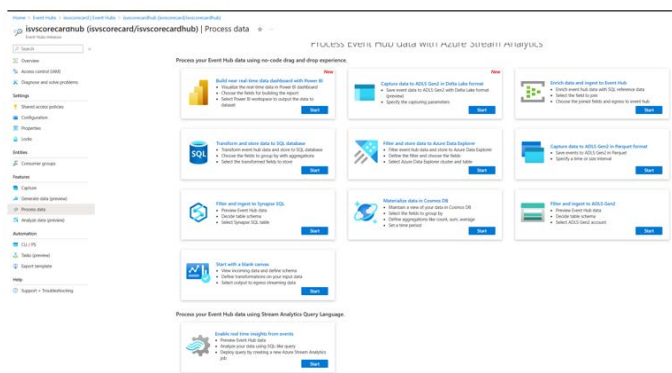 Home > Event Hubs > isvscorecard | Event Hubs > isvscorecardhub (isvscorecard/isvscorecardhub)
isvscorecardhub (isvscorecard/isvscorecardhub) | Process data
Event Hubs Instance
Search
Overview
Access control (IAM)
Diagnose and solve problems
Settings
Shared access policies
Configuration
Properties
Locks
Entities
Consumer groups
Features
Capture
Generate data (preview)
Process data
Analyze data (preview)
Automation
CLI / PS
Tasks (preview)
Export template
Help
Support + Troubleshooting
Process Event Hub data with Azure Stream Analytics
Process your Event Hub data using no-code drag and drop experience.
New
Build near real-time data dashboard with Power BI
• Visualize the real-time data in Power BI dashboard
• Choose the fields for building the report
• Select Power BI workspace to output the data to dataset
Start
New
Capture data to ADLS Gen2 in Delta Lake format
• Save event data to ADLS Gen2 with Delta Lake format (preview)
• Specify the capturing parameters
Start
Enrich data and ingest to Event Hub
• Enrich event hub data with SQL reference data
• Select the field to join
• Choose the joined fields and egress to event hub
Start
Transform and store data to SQL database
• Transform event hub data and store to SQL database
• Choose the fields to group by with aggregations
• Select the transformed fields to store
Start
Filter and store data to Azure Data Explorer
• Filter event hub data and store to Azure Data Explorer
• Define the filter and choose the fields
• Select Azure Data Explorer cluster and table
Start
Capture data to ADLS Gen2 in Parquet format
• Save events to ADLS Gen2 in Parquet
• Specify a time or size interval
Start
Filter and ingest to Synapse SQL
• Preview Event Hub data
• Decide table schema
• Select Synapse SQL table
Start
Materialize data in Cosmos DB
• Maintain a view of your data in Cosmos DB
• Select the fields to group by
• Define aggregations like count, sum, average
• Set a time period
Start
Filter and ingest to ADLS Gen2
• Preview Event Hub data
• Decide table schema
• Select ADLS Gen2 account
Start
Start with a blank canvas
• View incoming data and define schema
• Define transformations on your input data
• Select output to egress streaming data
Start
Process your Event Hub data using Stream Analytics Query Language.
Enable real time insights from events
• Preview Event Hub data
• Analyze your data using SQL like query
• Deploy query by creating a new Azure Stream Analytics job
Start